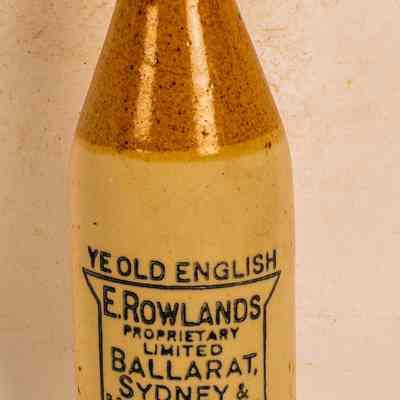 YE OLD ENGLISH
E. ROWLANDS
PROPRIETARY
LIMITED
BALLARAT,
SYDNEY &